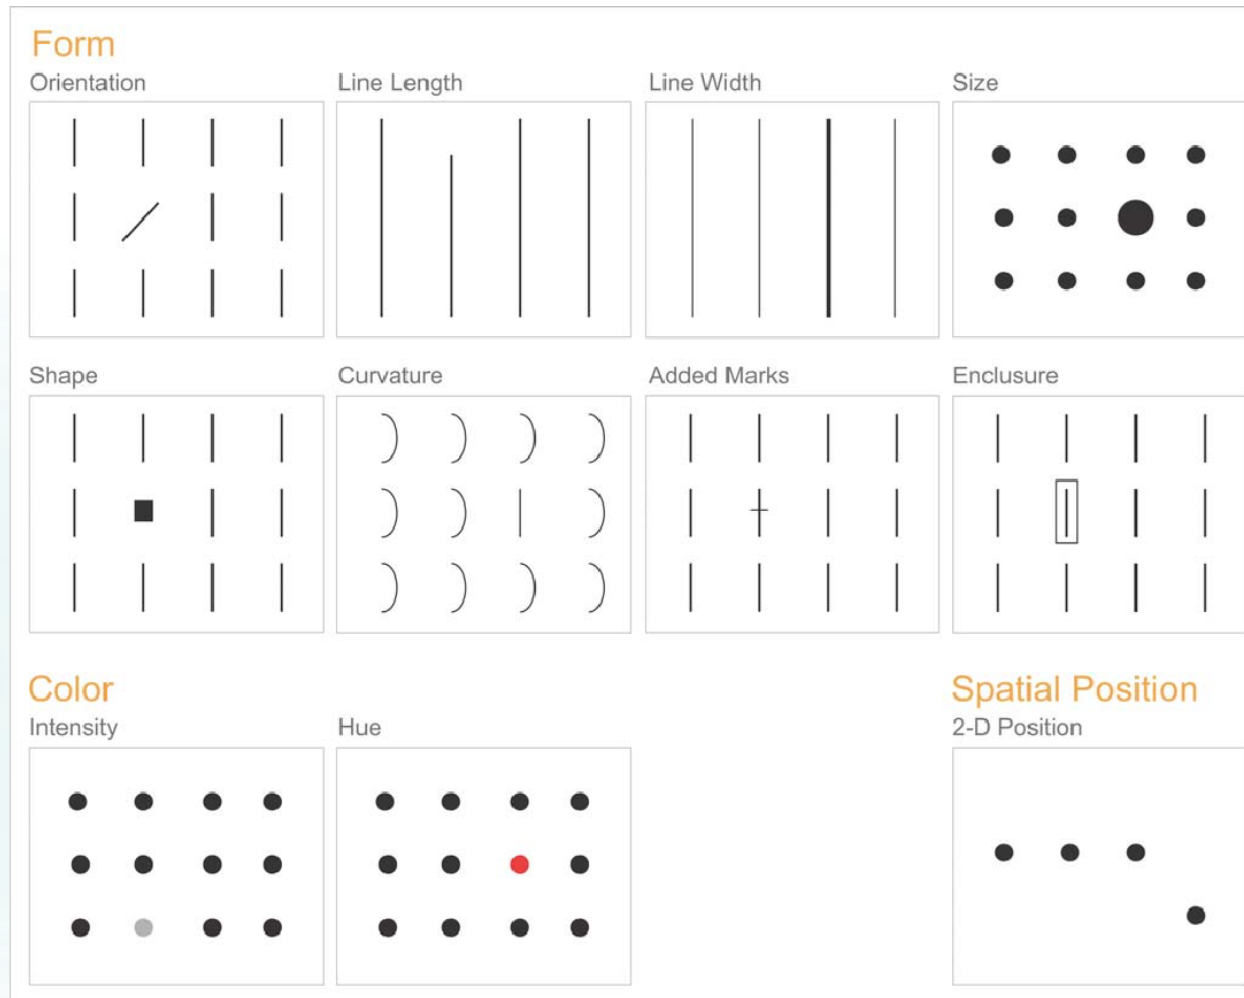 Form
Orientation
Line Length
Line Width
Size
Shape
Curvature
Added Marks
Enclusure
Color
Spatial Position
Intensity
Hue
2-D Position